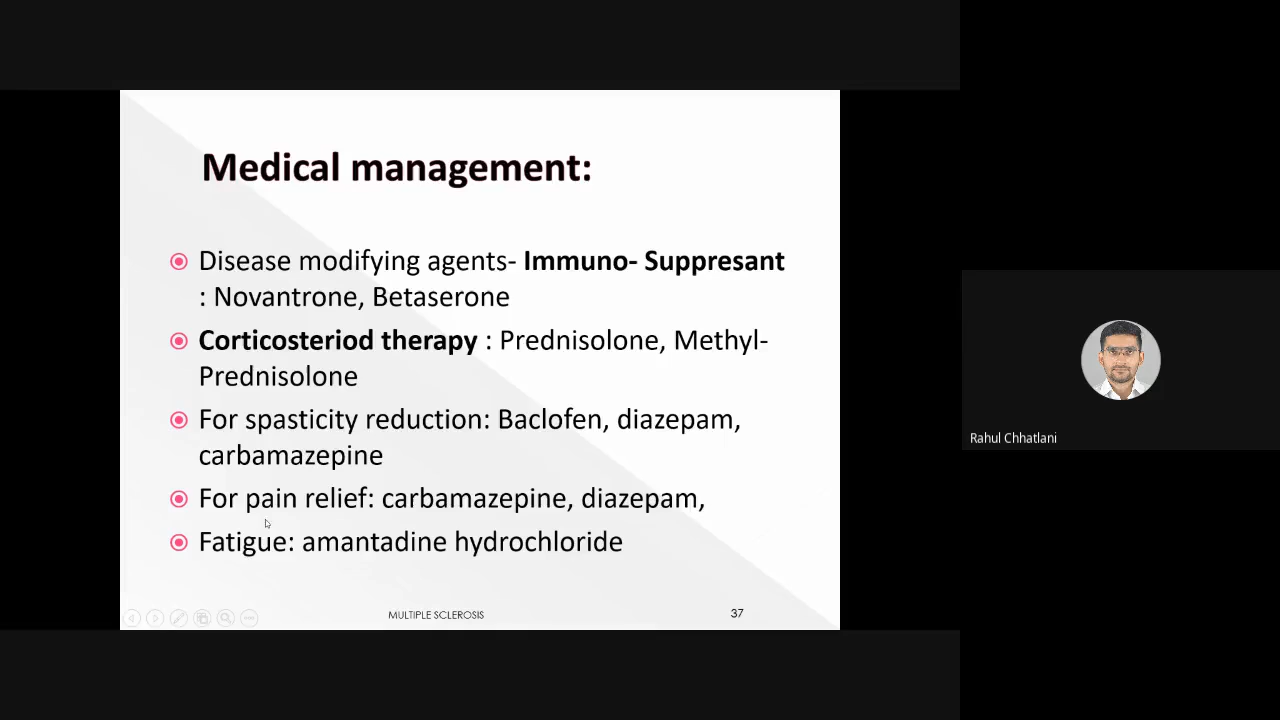 Medical management:
Disease modifying agents- Immuno- Suppresant
: Novantrone, Betaserone
Corticosteriod therapy : Prednisolone, Methyl-
Prednisolone
For spasticity reduction: Baclofen, diazepam,
carbamazepine
For pain relief: carbamazepine, diazepam,
Fatigue: amantadine hydrochloride
MULTIPLE SCLEROSIS
37
Rahul Chhatlani